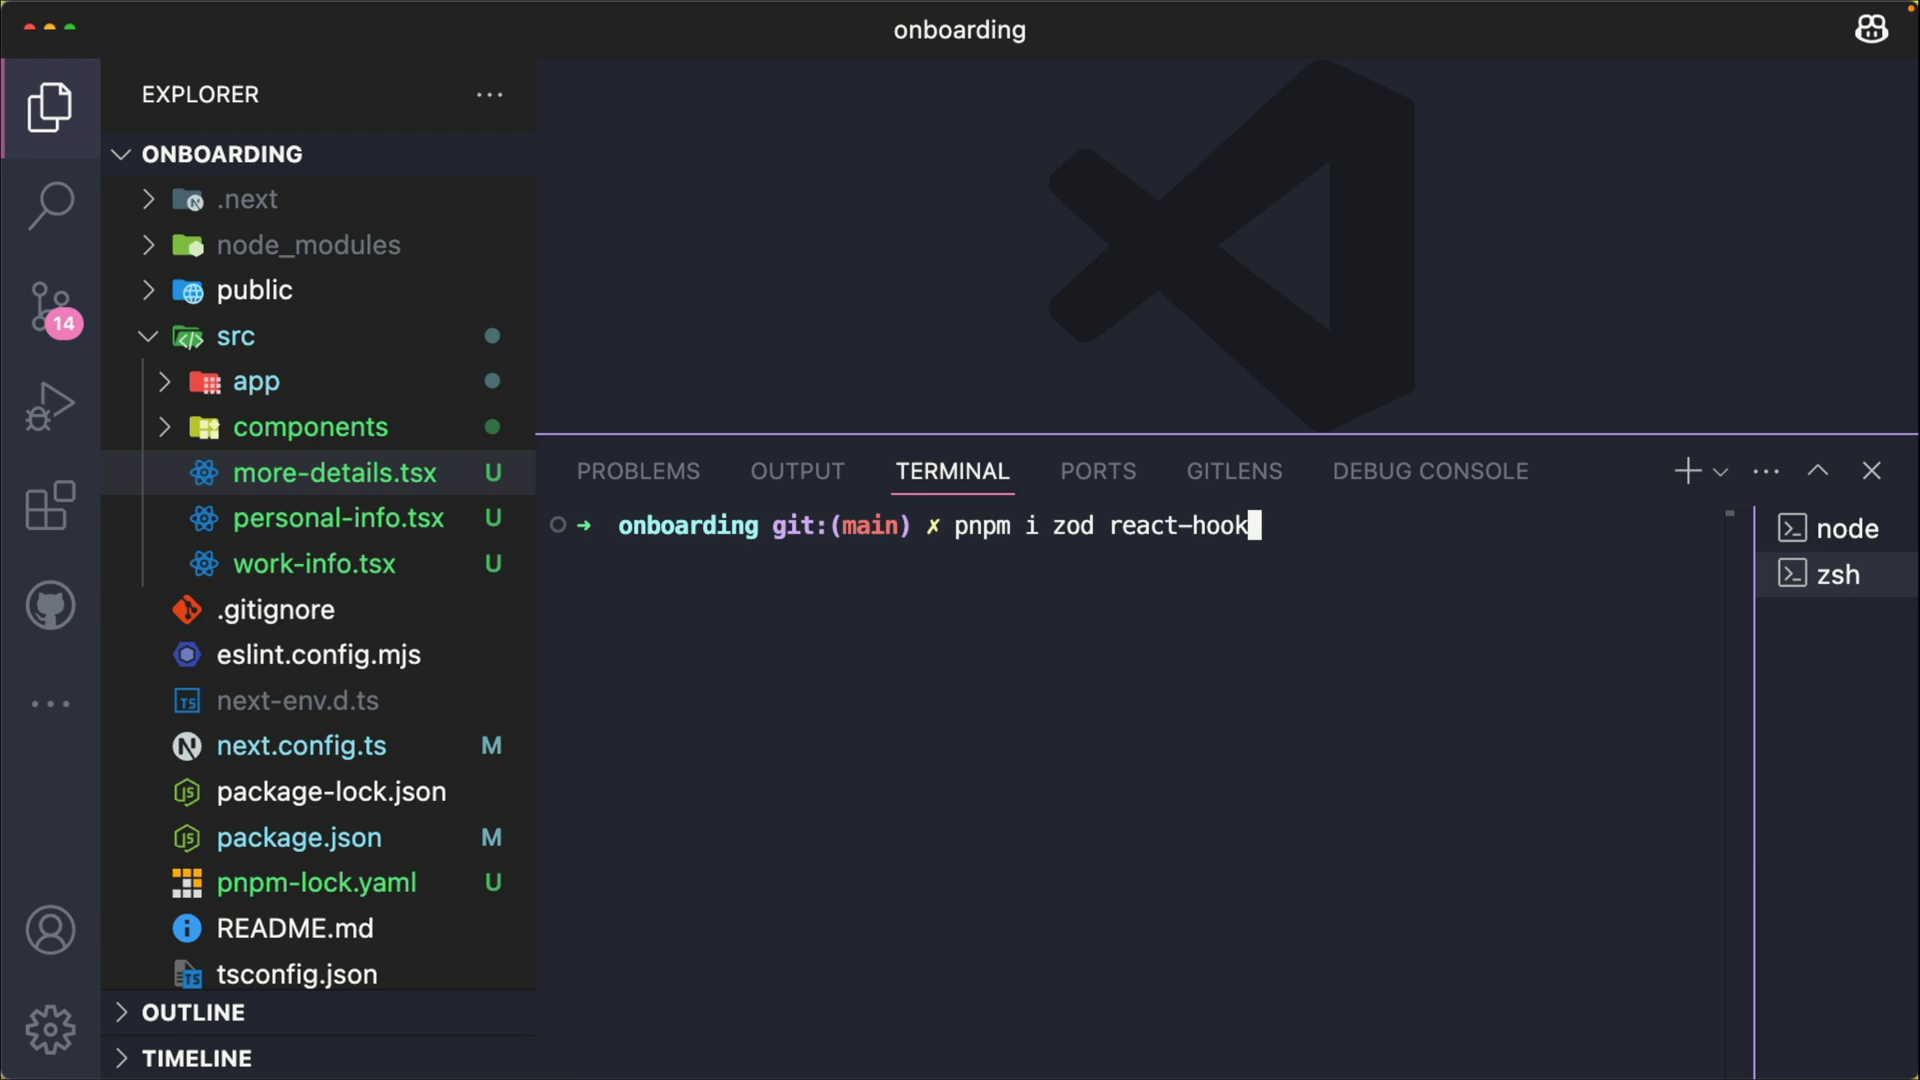 onboarding
EXPLORER
ONBOARDING
.next
node_modules
public
src
app
components
more-details.tsx U
personal-info.tsx U
work-info.tsx U
.gitignore
eslint.config.mjs
next-env.d.ts
next.config.ts M
package-lock.json
package.json M
pnpm-lock.yaml U
README.md
tsconfig.json
OUTLINE
TIMELINE
14
PROBLEMS OUTPUT TERMINAL PORTS GITLENS DEBUG CONSOLE
➜ onboarding git:(main) ✗ pnpm i zod react-hook
node
zsh